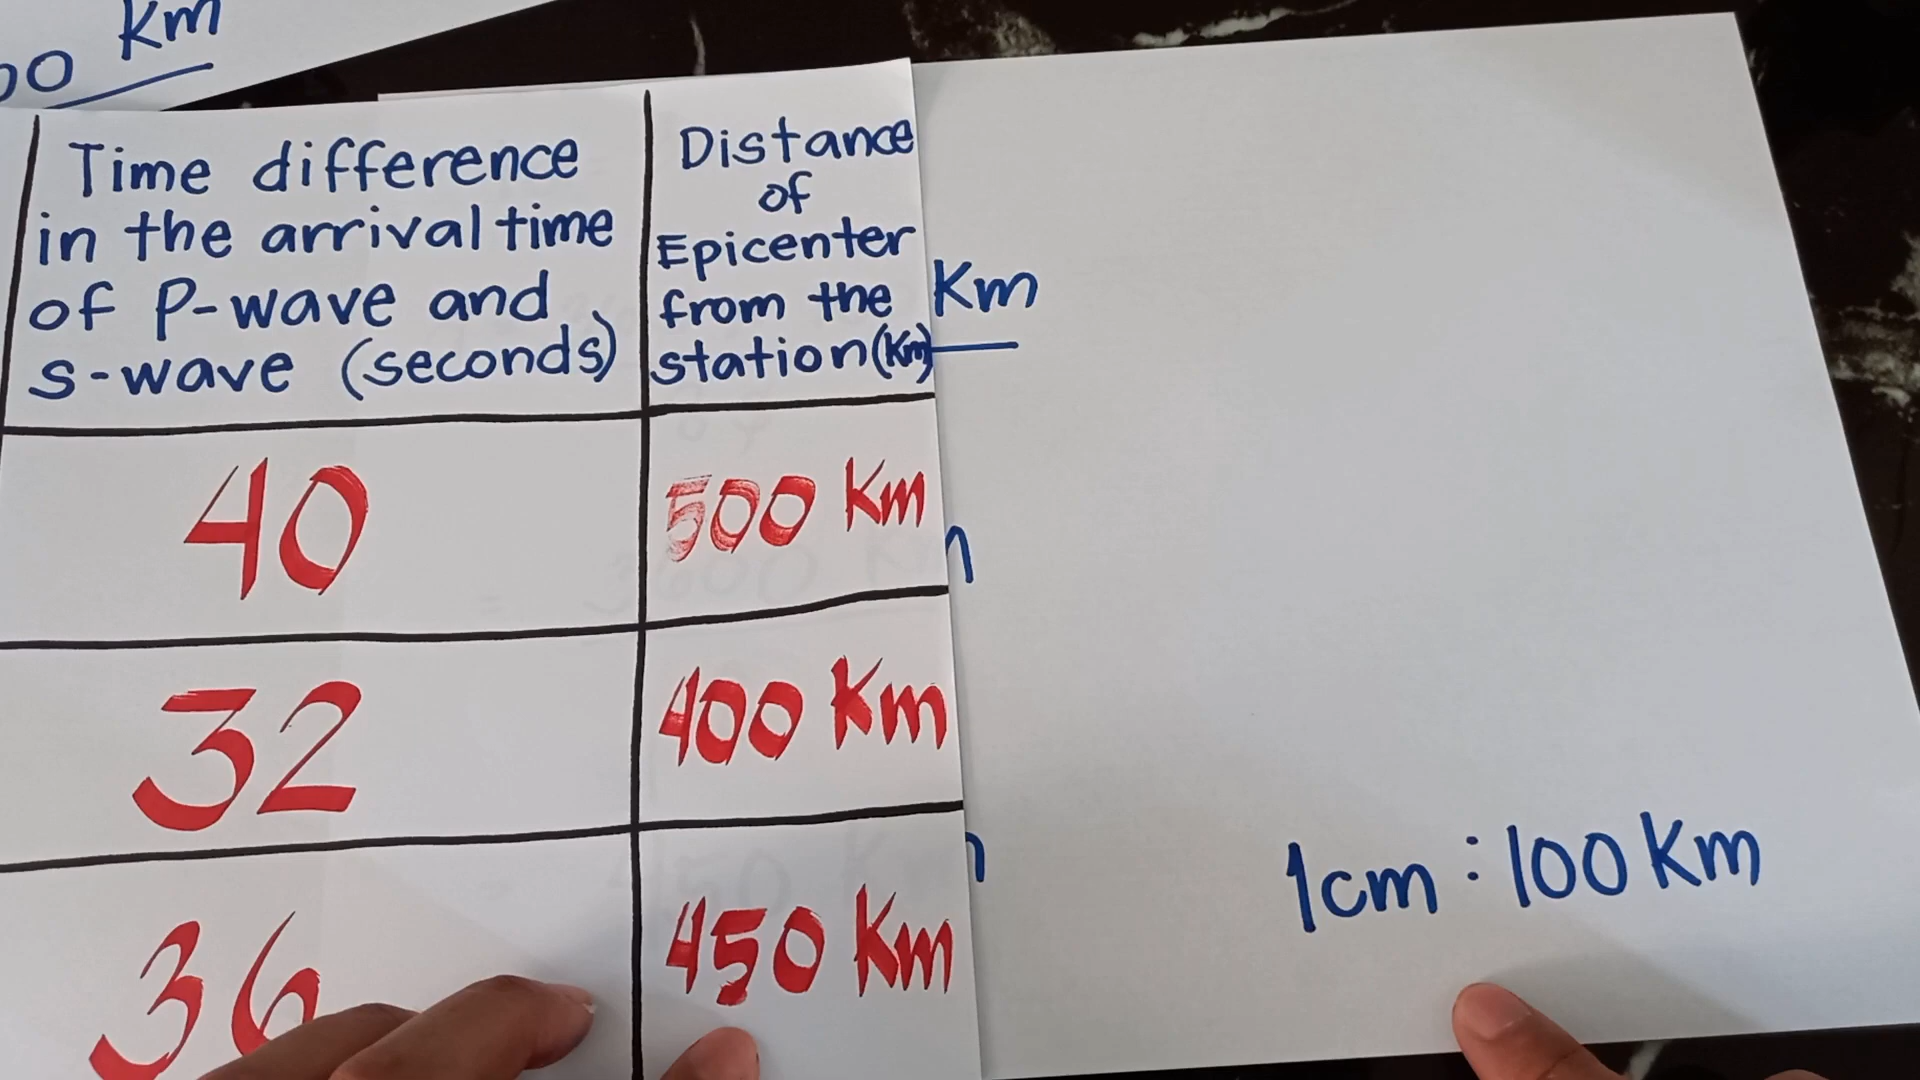 Km
00
Time difference
in the arrival time
of P-wave and
s-wave (seconds)
Distance
of
Epicenter
from the
station (Km)
Km
40
500 Km
32
400 Km
36
450 Km
1cm : 100 Km